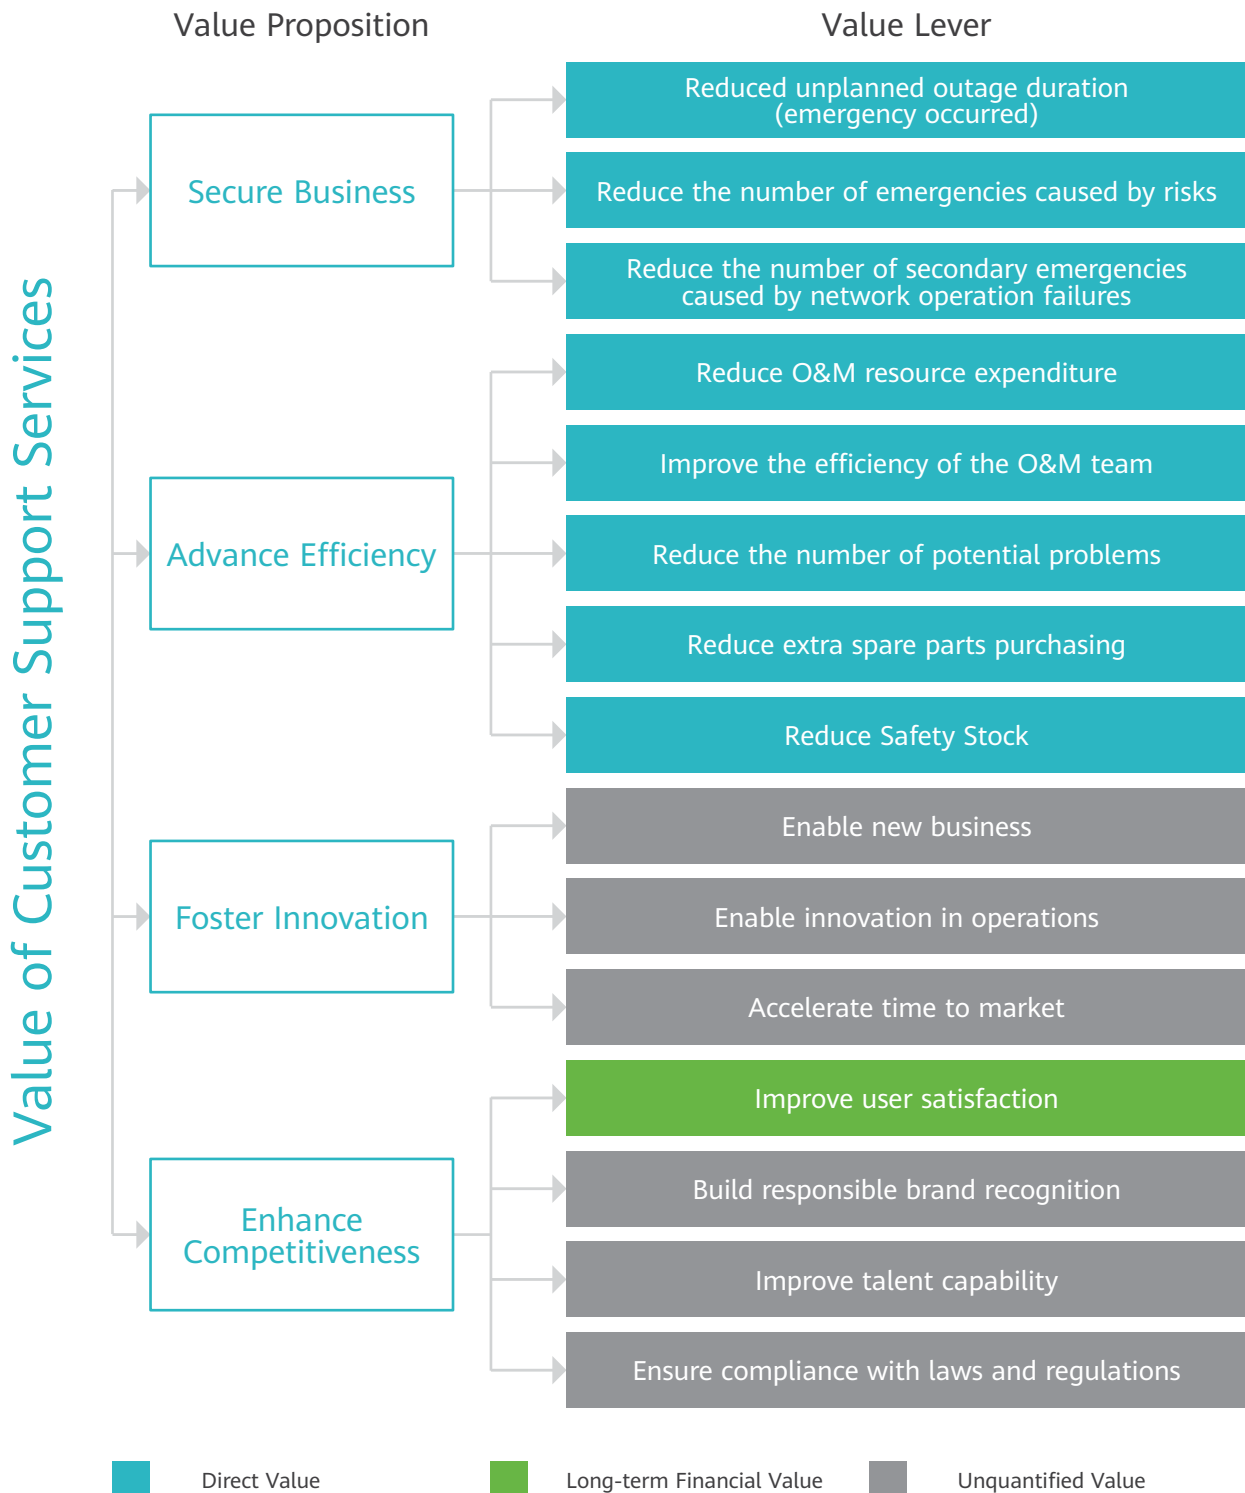 Value Proposition
Value Lever
Value of Customer Support Services
Secure Business
Reduced unplanned outage duration
(emergency occurred)
Reduce the number of emergencies caused by risks
Reduce the number of secondary emergencies
caused by network operation failures
Advance Efficiency
Reduce O&M resource expenditure
Improve the efficiency of the O&M team
Reduce the number of potential problems
Reduce extra spare parts purchasing
Reduce Safety Stock
Foster Innovation
Enable new business
Enable innovation in operations
Accelerate time to market
Enhance
Competitiveness
Improve user satisfaction
Build responsible brand recognition
Improve talent capability
Ensure compliance with laws and regulations
Direct Value
Long-term Financial Value
Unquantified Value